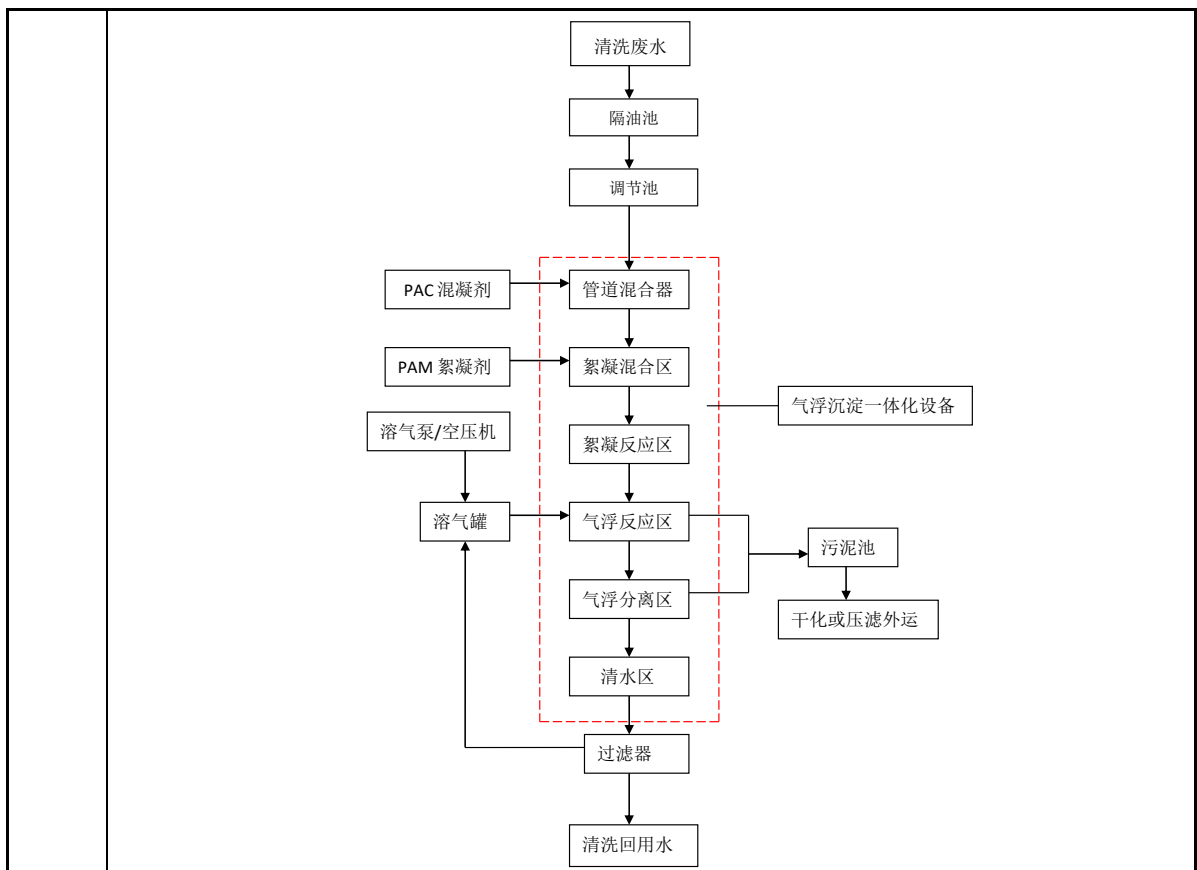 清洗废水
隔油池
调节池
PAC 混凝剂
管道混合器
PAM 絮凝剂
絮凝混合区
气浮沉淀一体化设备
溶气泵/空压机
絮凝反应区
溶气罐
气浮反应区
污泥池
气浮分离区
干化或压滤外运
清水区
过滤器
清洗回用水